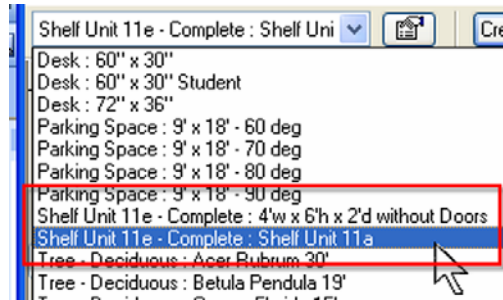 Shelf Unit 11e - Complete : Shelf Uni
Cre
Desk : 60" x 30"
Desk : 60" x 30" Student
Desk : 72" x 36"
Parking Space : 9' x 18' - 60 deg
Parking Space : 9' x 18' - 70 deg
Parking Space : 9' x 18' - 80 deg
Parking Space : 9' x 18' - 90 deg
Shelf Unit 11e - Complete : 4'w x 6'h x 2'd without Doors
Shelf Unit 11e - Complete : Shelf Unit 11a
Tree - Deciduous : Acer Rubrum 30'
Tree - Deciduous : Betula Pendula 19'